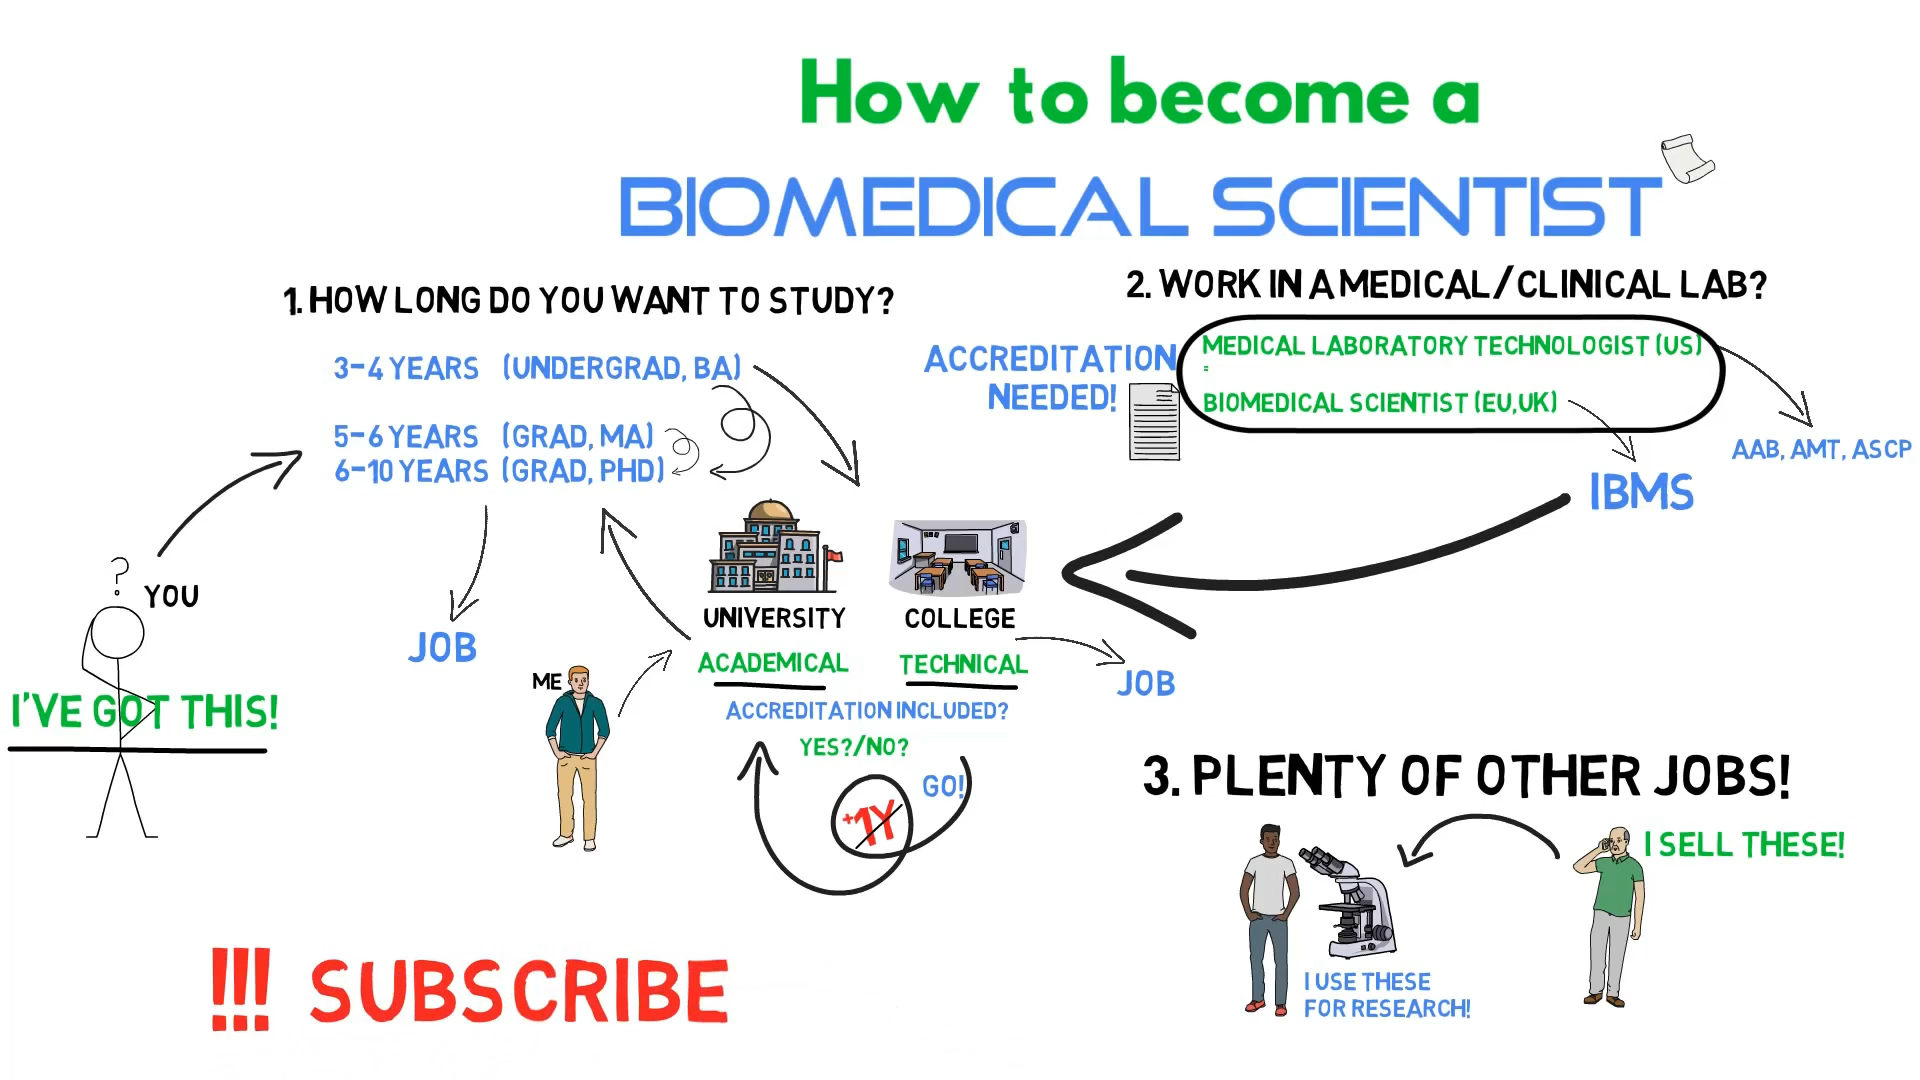 How to become a
BIOMEDICAL SCIENTIST
1. HOW LONG DO YOU WANT TO STUDY?
3-4 YEARS (UNDERGRAD, BA)
5-6 YEARS (GRAD, MA)
6-10 YEARS (GRAD, PHD)
JOB
?
YOU
I'VE GOT THIS!
ME
UNIVERSITY
ACADEMICAL
COLLEGE
TECHNICAL
JOB
ACCREDITATION INCLUDED?
YES?/NO?
GO!
+1Y
2. WORK IN A MEDICAL/CLINICAL LAB?
ACCREDITATION
NEEDED!
MEDICAL LABORATORY TECHNOLOGIST (US)
=
BIOMEDICAL SCIENTIST (EU,UK)
AAB, AMT, ASCP
IBMS
3. PLENTY OF OTHER JOBS!
I SELL THESE!
I USE THESE
FOR RESEARCH!
!!! SUBSCRIBE